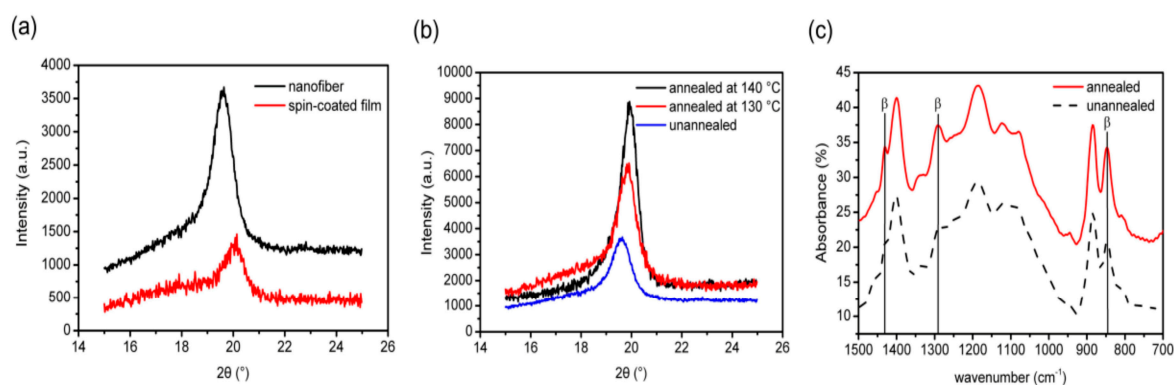 (a)
4000
3500
3000
2500
2000
1500
1000
500
0
14 16 18 20 22 24 26
2θ (°)
Intensity (a.u.)
nanofiber
spin-coated film
(b)
10000
9000
8000
7000
6000
5000
4000
3000
2000
1000
0
14 16 18 20 22 24 26
2θ (°)
Intensity (a.u.)
annealed at 140 °C
annealed at 130 °C
unannealed
(c)
45
40
35
30
25
20
15
10
1500 1400 1300 1200 1100 1000 900 800 700
wavenumber (cm⁻¹)
Absorbance (%)
β
β
β
annealed
unannealed